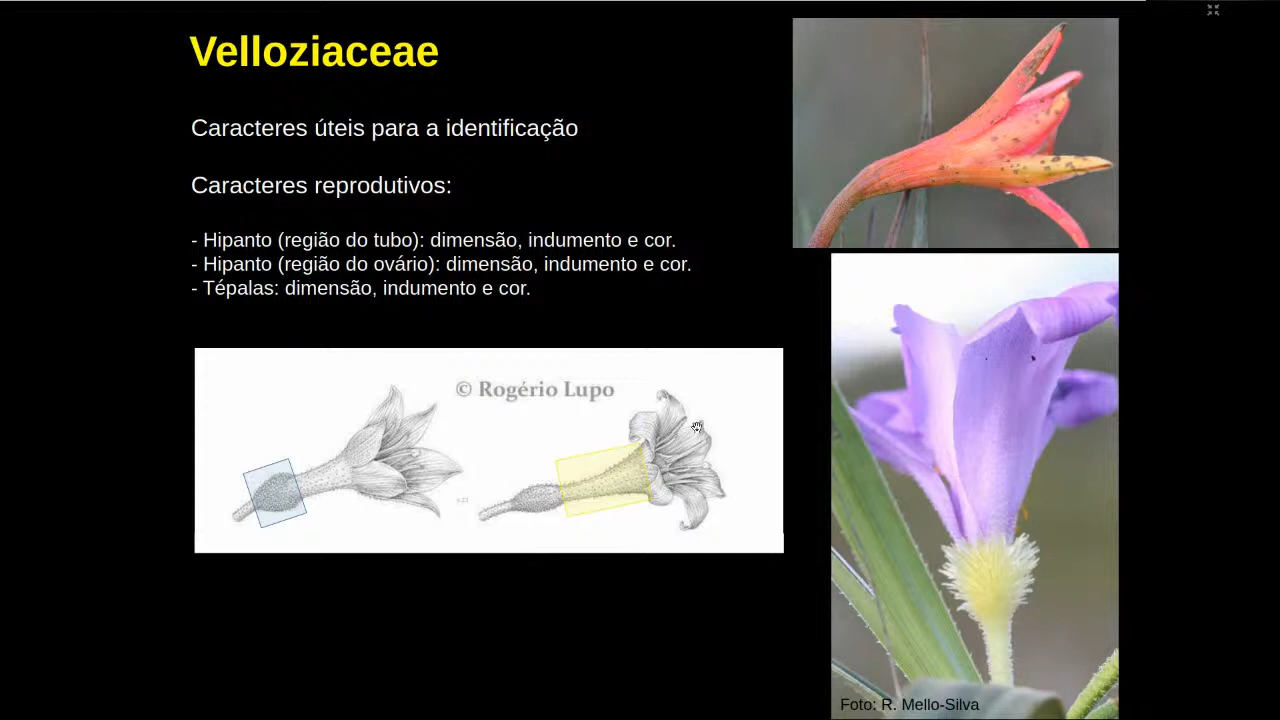 Velloziaceae
Caracteres úteis para a identificação
Caracteres reprodutivos:
- Hipanto (região do tubo): dimensão, indumento e cor.
- Hipanto (região do ovário): dimensão, indumento e cor.
- Tépalas: dimensão, indumento e cor.
© Rogério Lupo
Foto: R. Mello-Silva